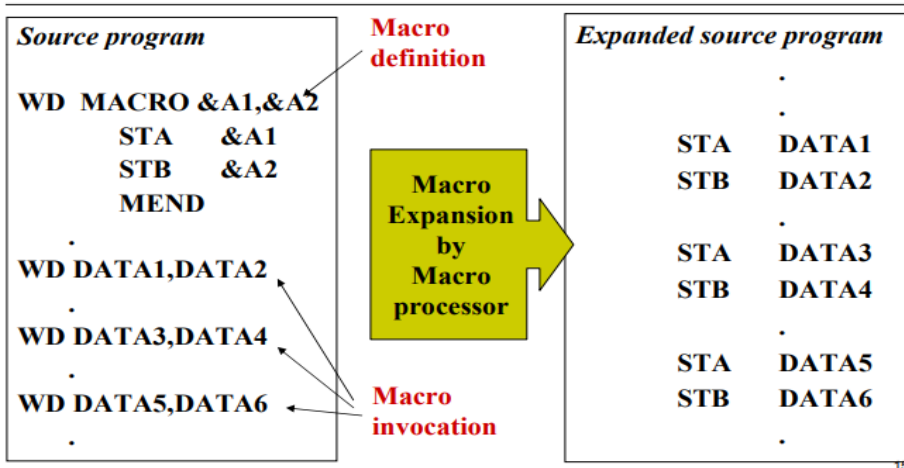 Source program
WD MACRO &A1,&A2
STA &A1
STB &A2
MEND
.
WD DATA1,DATA2
.
WD DATA3,DATA4
.
WD DATA5,DATA6
.
Macro
definition
Macro
Expansion
by
Macro
processor
Macro
invocation
Expanded source program
.
.
STA DATA1
STB DATA2
.
STA DATA3
STB DATA4
.
STA DATA5
STB DATA6
.